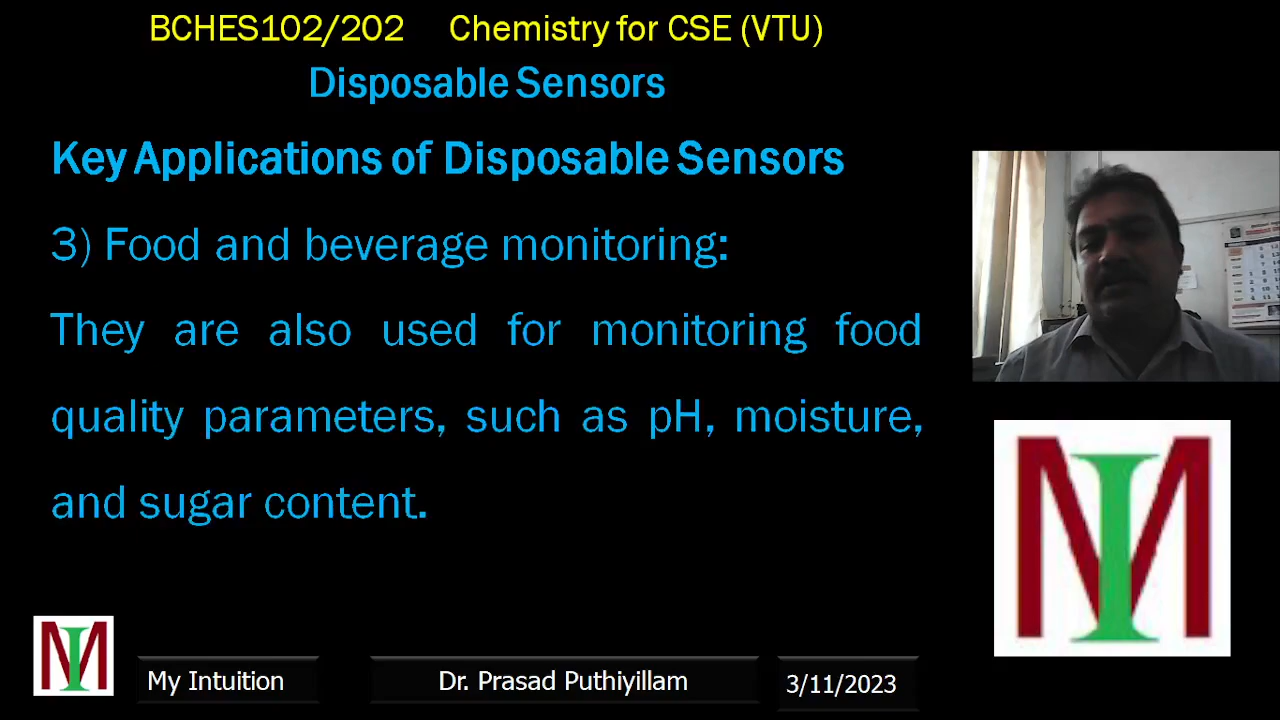 BCHES102/202 Chemistry for CSE (VTU)
Disposable Sensors
Key Applications of Disposable Sensors
3) Food and beverage monitoring:
They are also used for monitoring food
quality parameters, such as pH, moisture,
and sugar content.
MI
MI
My Intuition
Dr. Prasad Puthiyillam
3/11/2023